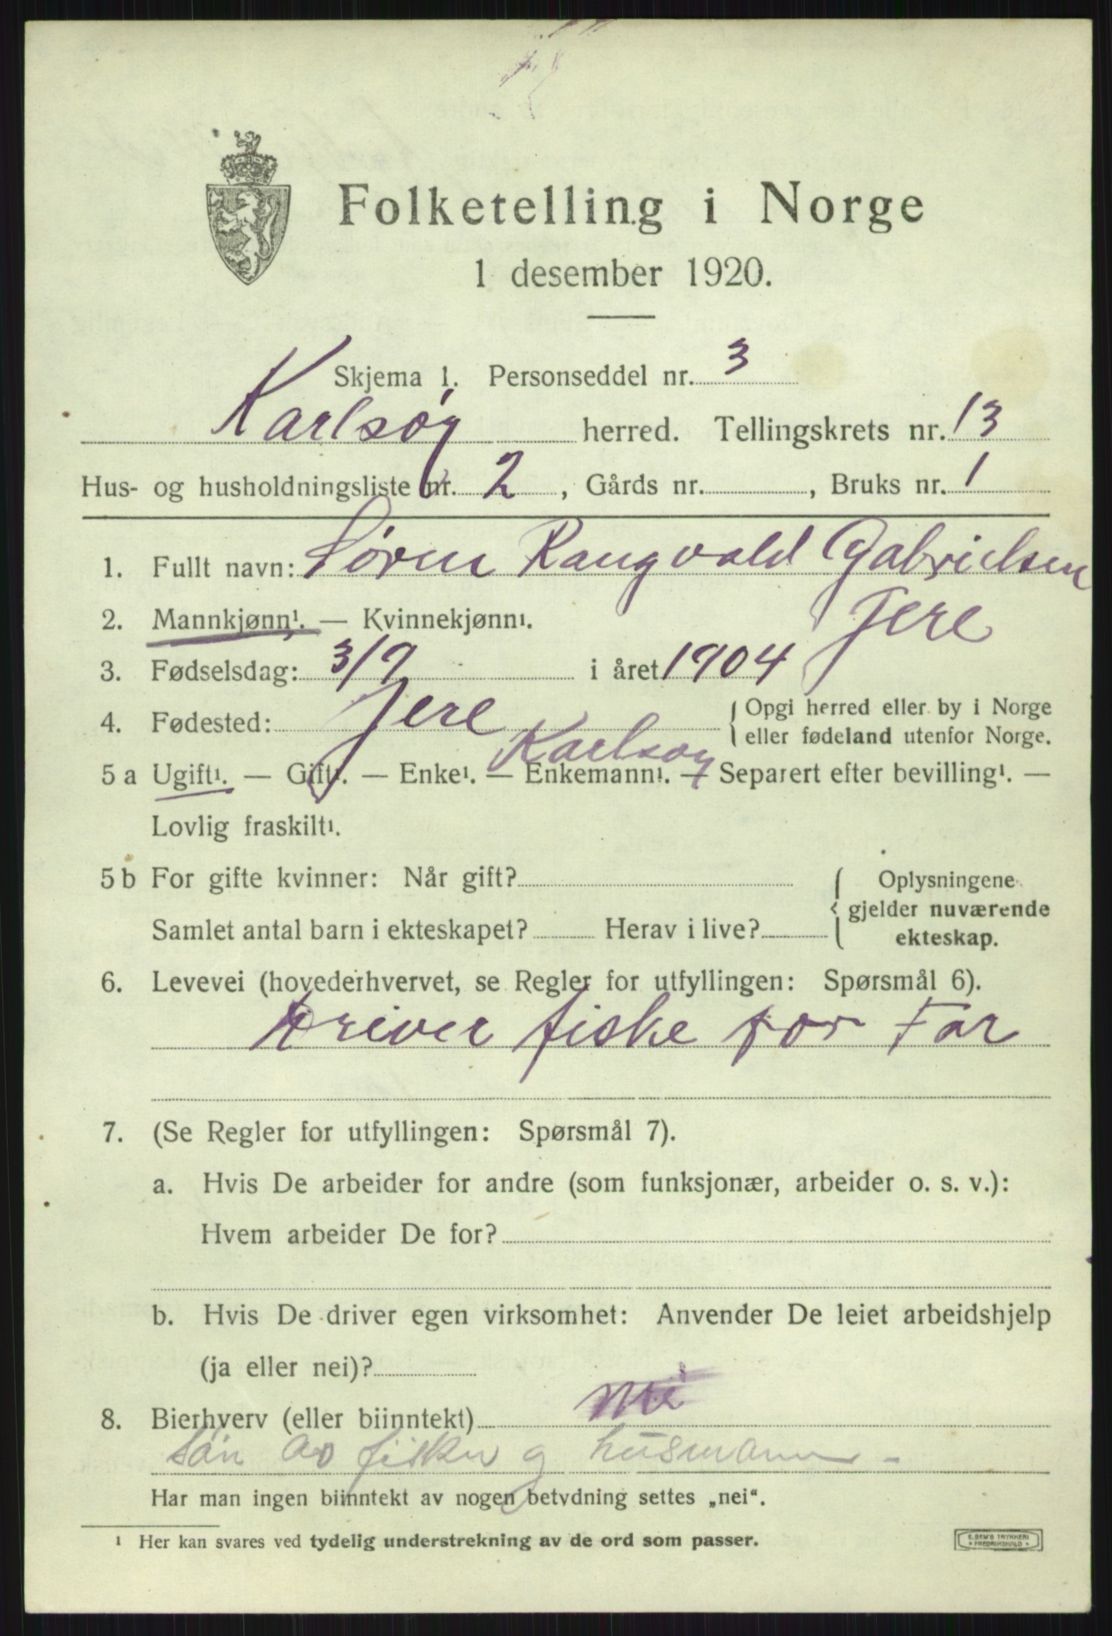 Folketelling i Norge
1 desember 1920.
Skjema 1. Personseddel nr. 3
Karlsøy herred. Tellingskrets nr. 13
Hus- og husholdningsliste nr. 2, Gårds nr. , Bruks nr. 1
1. Fullt navn: Søren Rangvald Gabrielsen
Jere
2. Mannkjønn¹. — Kvinnekjønn¹.
3. Fødselsdag: 3/9 i året 1904
4. Fødested: Jere { Opgi herred eller by i Norge
eller fødeland utenfor Norge.
Karlsøy
5 a Ugift¹. — Gift¹. — Enke¹. — Enkemann¹. — Separert efter bevilling¹. —
Lovlig fraskilt¹.
5 b For gifte kvinner: Når gift? { Oplysningene
gjelder nuværende
Samlet antal barn i ekteskapet? Herav i live? ekteskap.
6. Levevei (hovederhvervet, se Regler for utfyllingen: Spørsmål 6).
Driver fiske for Far
7. (Se Regler for utfyllingen: Spørsmål 7).
a. Hvis De arbeider for andre (som funksjonær, arbeider o. s. v.):
Hvem arbeider De for?
b. Hvis De driver egen virksomhet: Anvender De leiet arbeidshjelp
(ja eller nei)?
8. Bierhverv (eller biinntekt) nei
Søn av fisker g husmann -
Har man ingen biinntekt av nogen betydning settes „nei“.
¹ Her kan svares ved tydelig understrekning av de ord som passer.